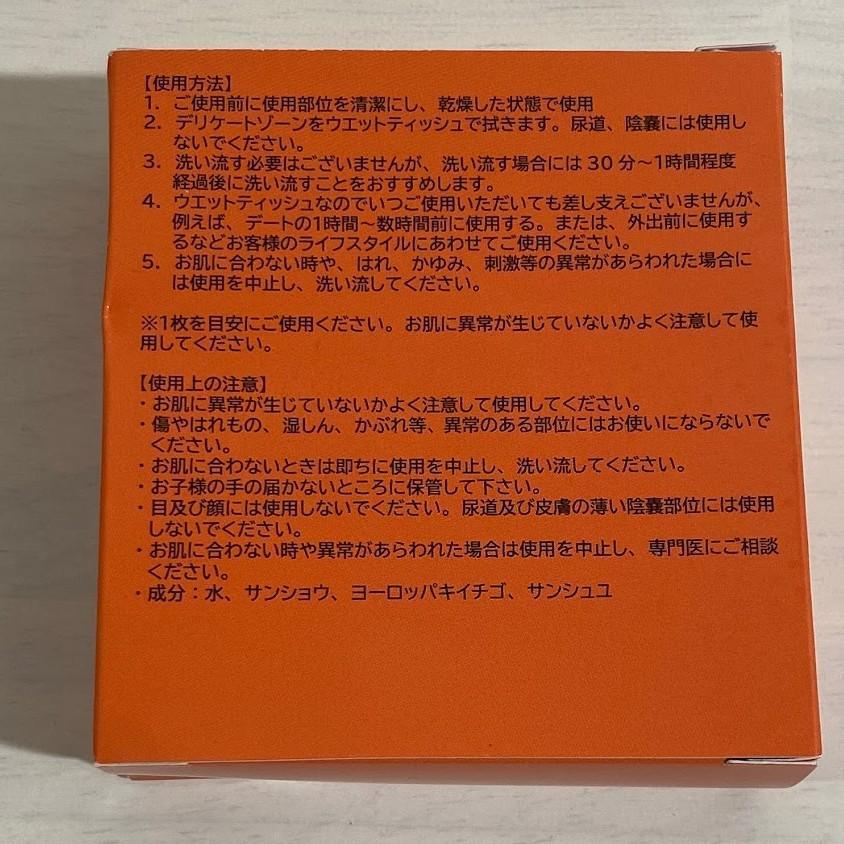 【使用方法】
1. ご使用前に使用部位を清潔にし、乾燥した状態で使用
2. デリケートゾーンをウエットティッシュで拭きます。尿道、陰嚢には使用し
ないでください。
3. 洗い流す必要はございませんが、洗い流す場合には30分～1時間程度
経過後に洗い流すことをおすすめします。
4. ウエットティッシュなのでいつご使用いただいても差し支えございませんが、
例えば、デートの1時間～数時間前に使用する。または、外出前に使用す
るなどお客様のライフスタイルにあわせてご使用ください。
5. お肌に合わない時や、はれ、かゆみ、刺激等の異常があらわれた場合に
は使用を中止し、洗い流してください。
※1枚を目安にご使用ください。お肌に異常が生じていないかよく注意して使
用してください。
【使用上の注意】
・お肌に異常が生じていないかよく注意して使用してください。
・傷やはれもの、湿しん、かぶれ等、異常のある部位にはお使いにならないで
ください。
・お肌に合わないときは即ちに使用を中止し、洗い流してください。
・お子様の手の届かないところに保管して下さい。
・目及び顔には使用しないでください。尿道及び皮膚の薄い陰嚢部位には使用
しないでください。
・お肌に合わない時や異常があらわれた場合は使用を中止し、専門医にご相談
ください。
・成分：水、サンショウ、ヨーロッパキイチゴ、サンシュユ